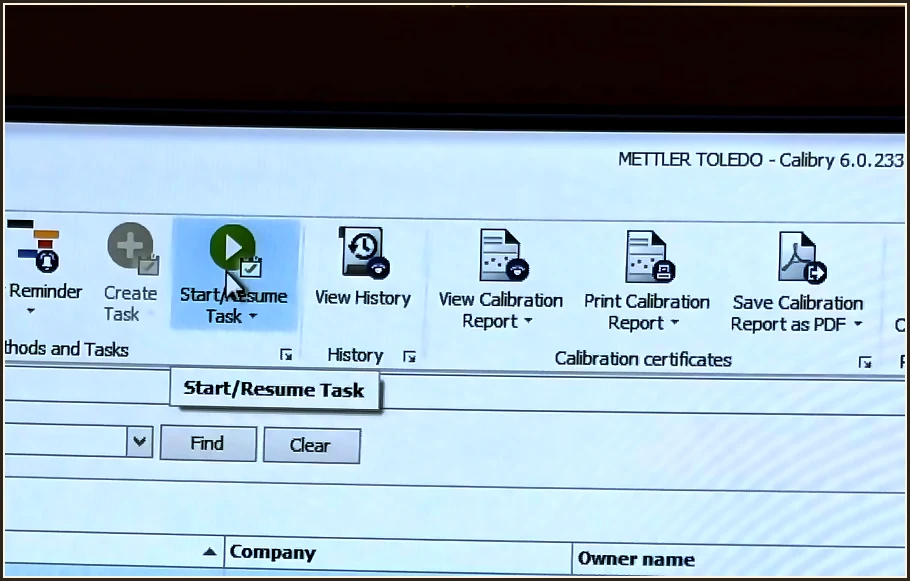 METTLER TOLEDO - Calibry 6.0.233
Reminder
Create
Task
Start/Resume
Task
View History
View Calibration
Report
Print Calibration
Report
Save Calibration
Report as PDF
thods and Tasks
History
Calibration certificates
Start/Resume Task
Find
Clear
Company
Owner name